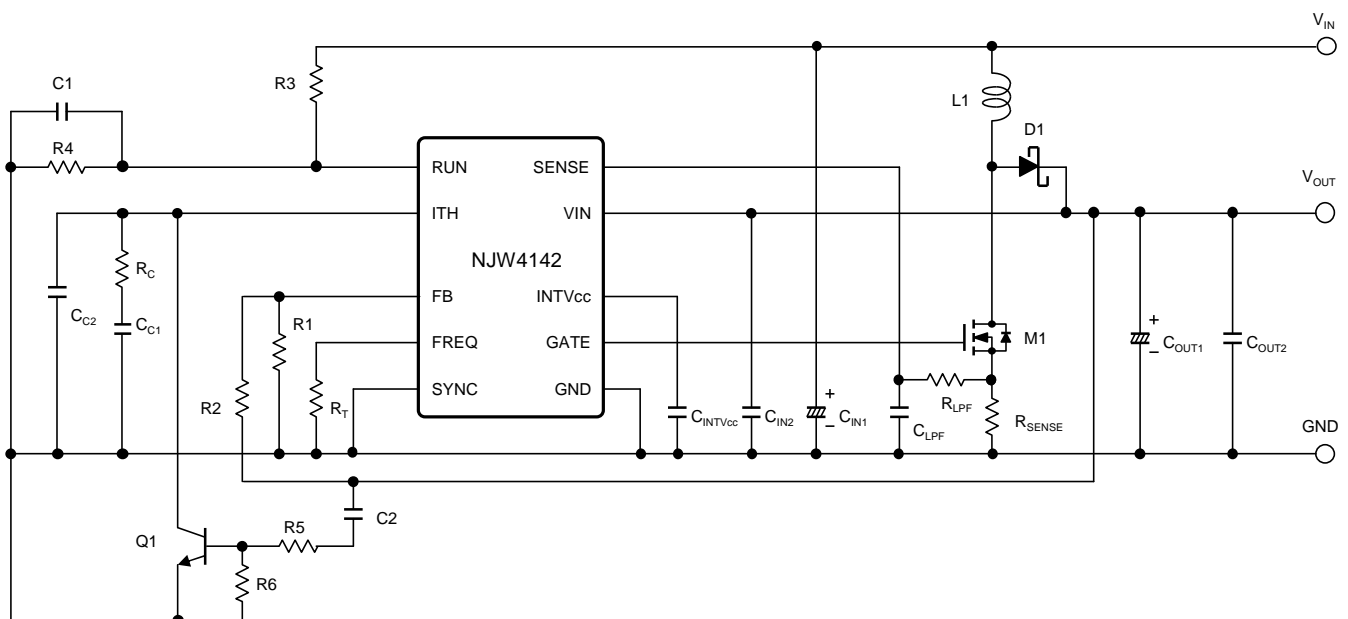 V_IN
C1
R3
L1
D1
R4
RUN
SENSE
V_OUT
ITH
VIN
NJW4142
R_C
FB
INTVcc
C_C2
C_C1
R1
FREQ
GATE
M1
+
C_OUT1
−
C_OUT2
SYNC
GND
R2
R_T
C_INTVcc
C_IN2
−
C_IN1
+
R_LPF
C_LPF
R_SENSE
GND
C2
R5
Q1
R6